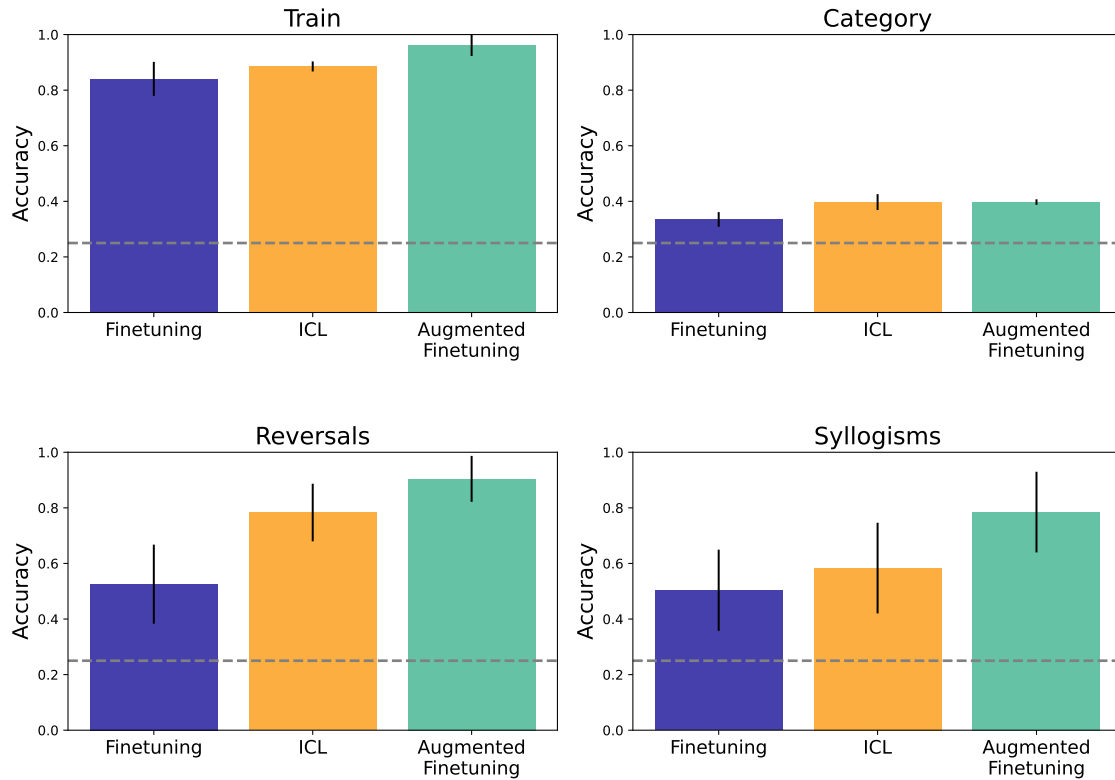 Train
Accuracy
1.0
0.8
0.6
0.4
0.2
0.0
Finetuning
ICL
Augmented
Finetuning
Category
Accuracy
1.0
0.8
0.6
0.4
0.2
0.0
Finetuning
ICL
Augmented
Finetuning
Reversals
Accuracy
1.0
0.8
0.6
0.4
0.2
0.0
Finetuning
ICL
Augmented
Finetuning
Syllogisms
Accuracy
1.0
0.8
0.6
0.4
0.2
0.0
Finetuning
ICL
Augmented
Finetuning